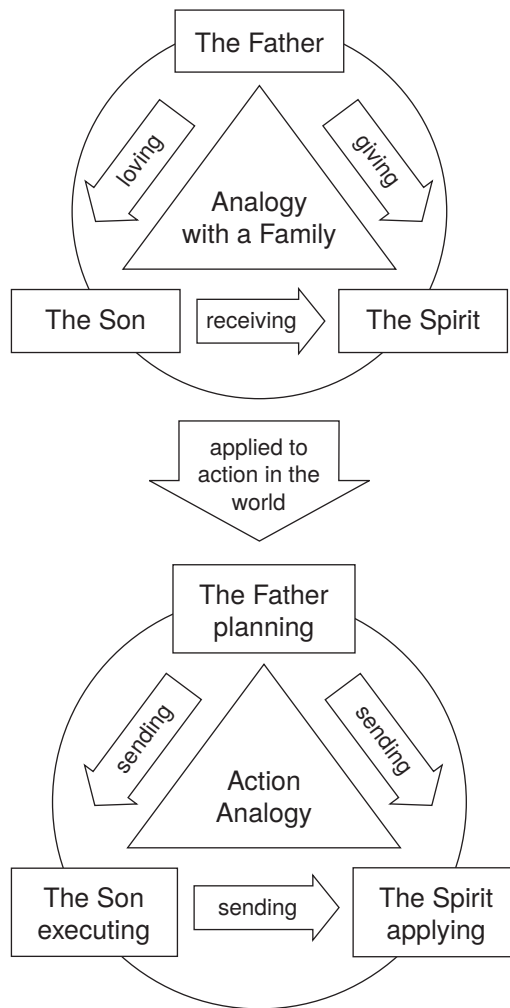 The Father
loving
giving
Analogy
with a Family
The Son
receiving
The Spirit
applied to
action in the
world
The Father
planning
sending
sending
Action
Analogy
The Son
executing
sending
The Spirit
applying